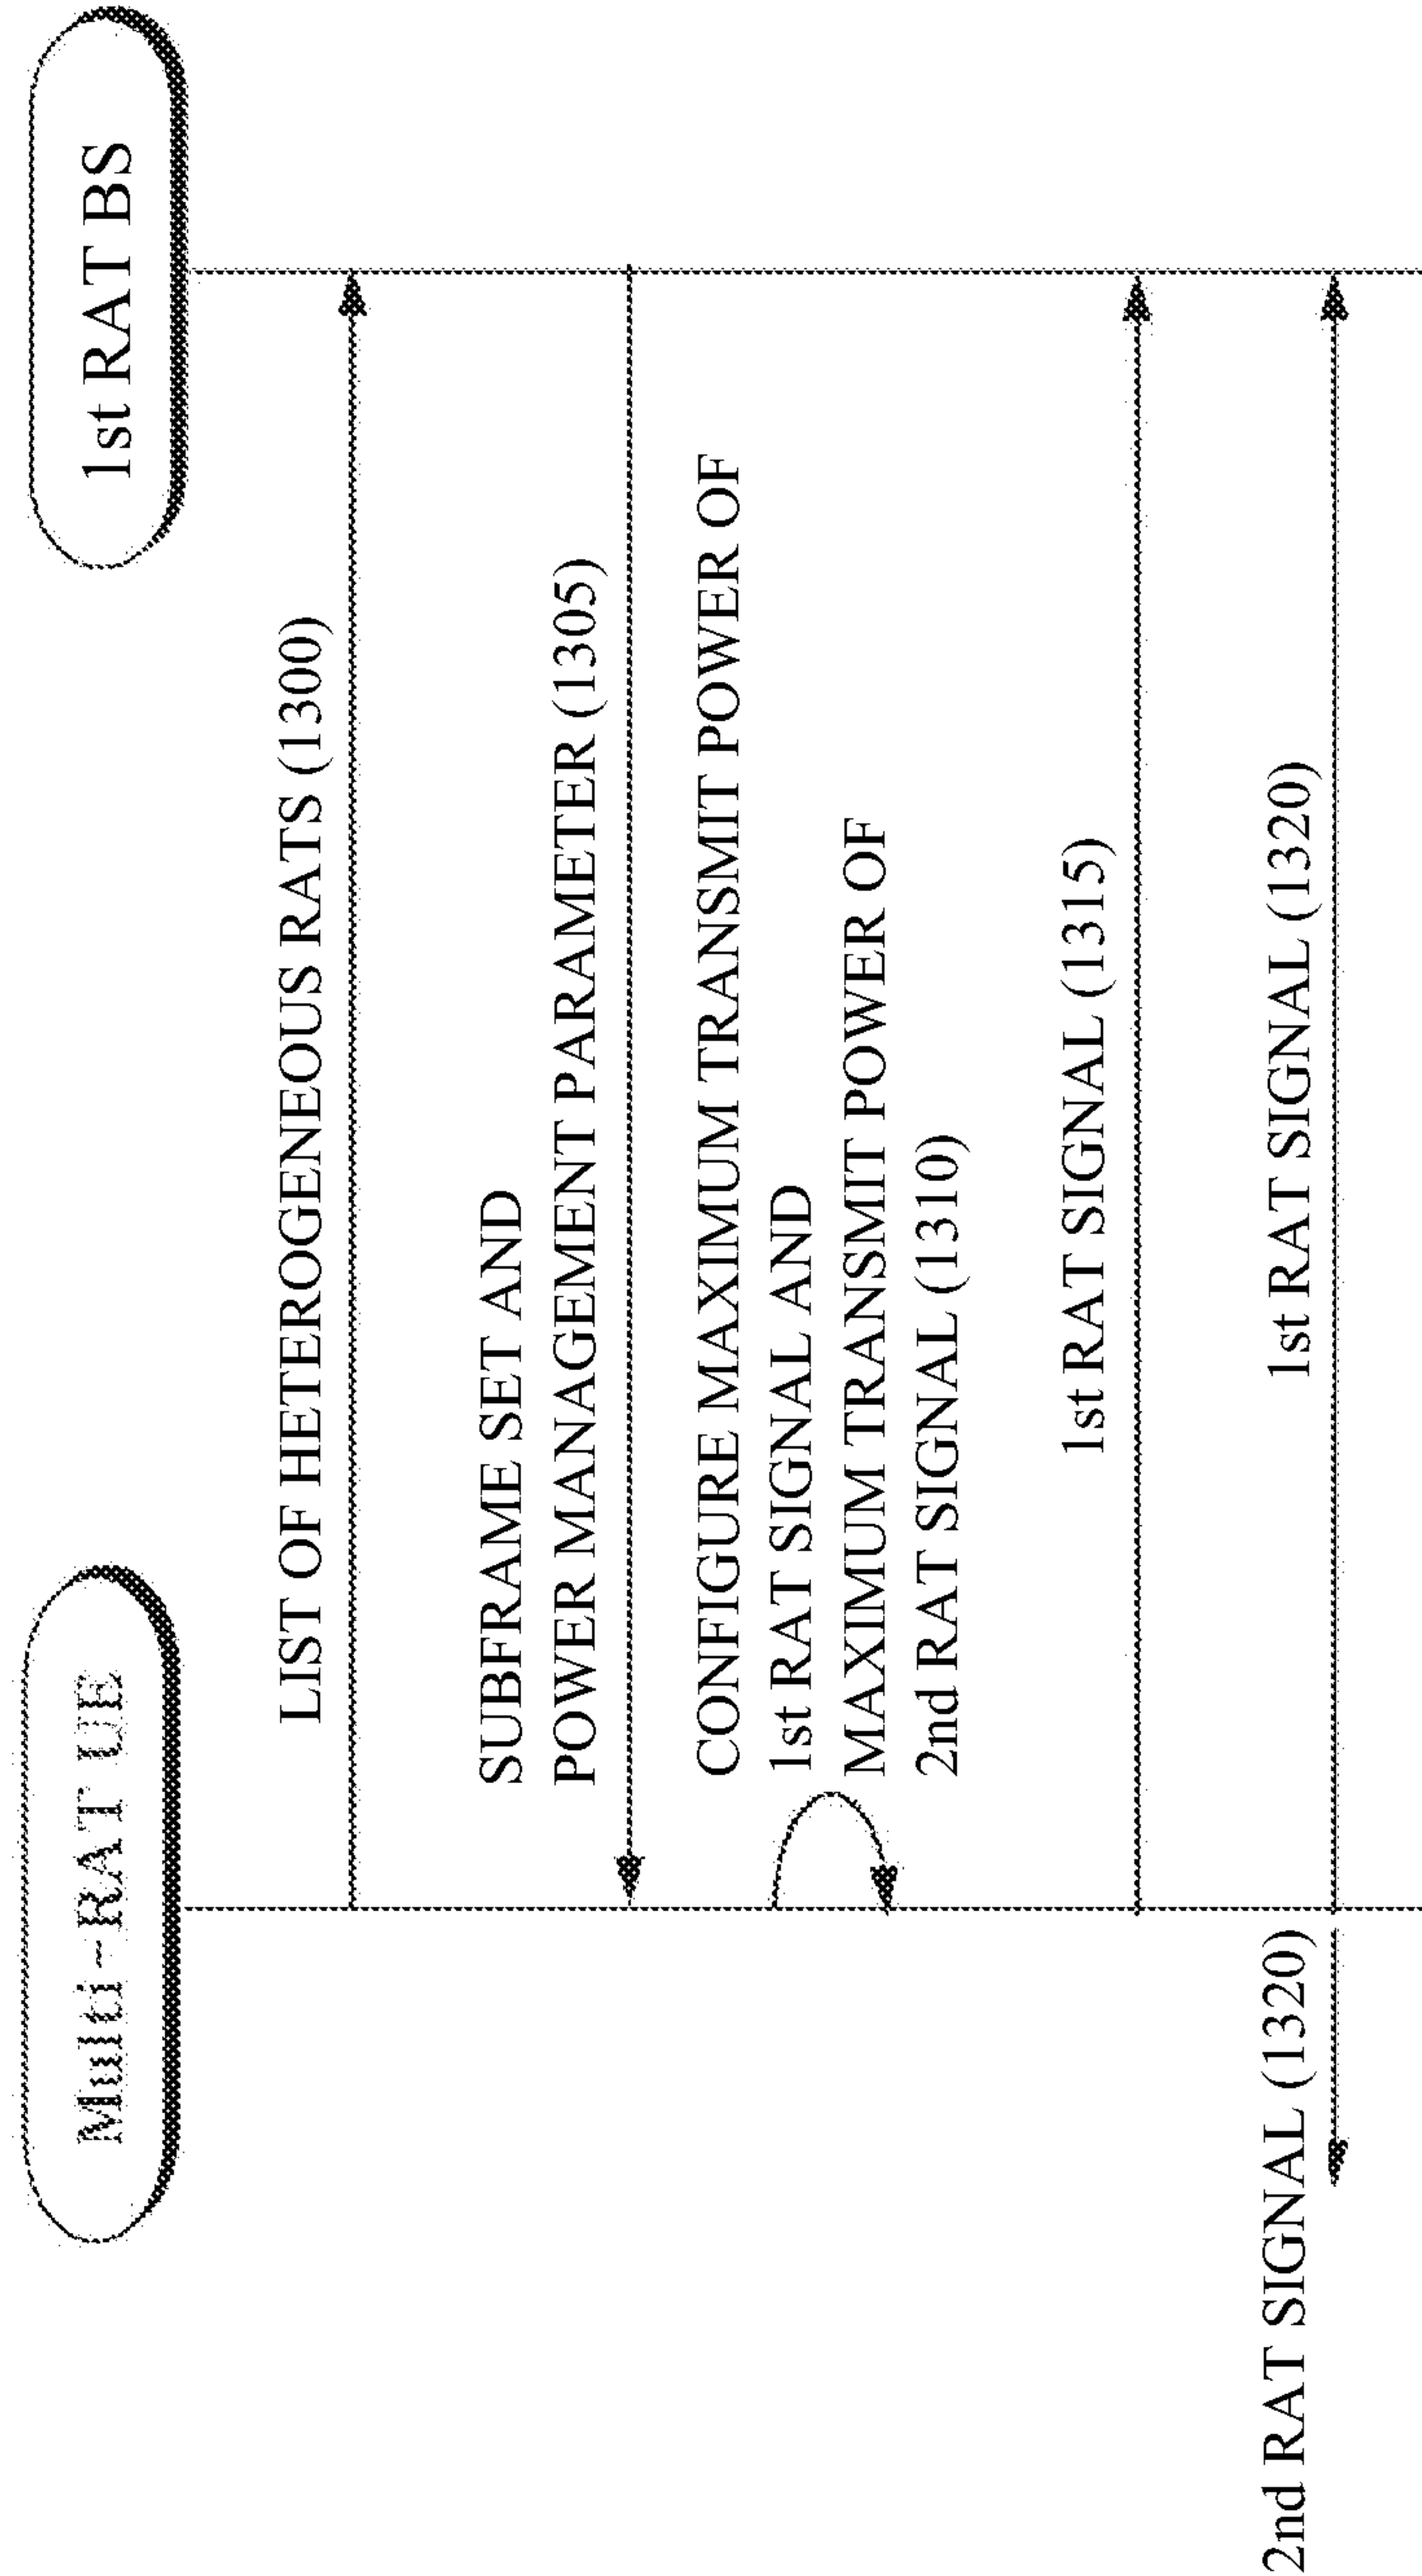 Multi-RAT UE
1st RAT BS
LIST OF HETEROGENEOUS RATS (1300)
SUBFRAME SET AND
POWER MANAGEMENT PARAMETER (1305)
CONFIGURE MAXIMUM TRANSMIT POWER OF
1st RAT SIGNAL AND
MAXIMUM TRANSMIT POWER OF
2nd RAT SIGNAL (1310)
1st RAT SIGNAL (1315)
2nd RAT SIGNAL (1320)
1st RAT SIGNAL (1320)